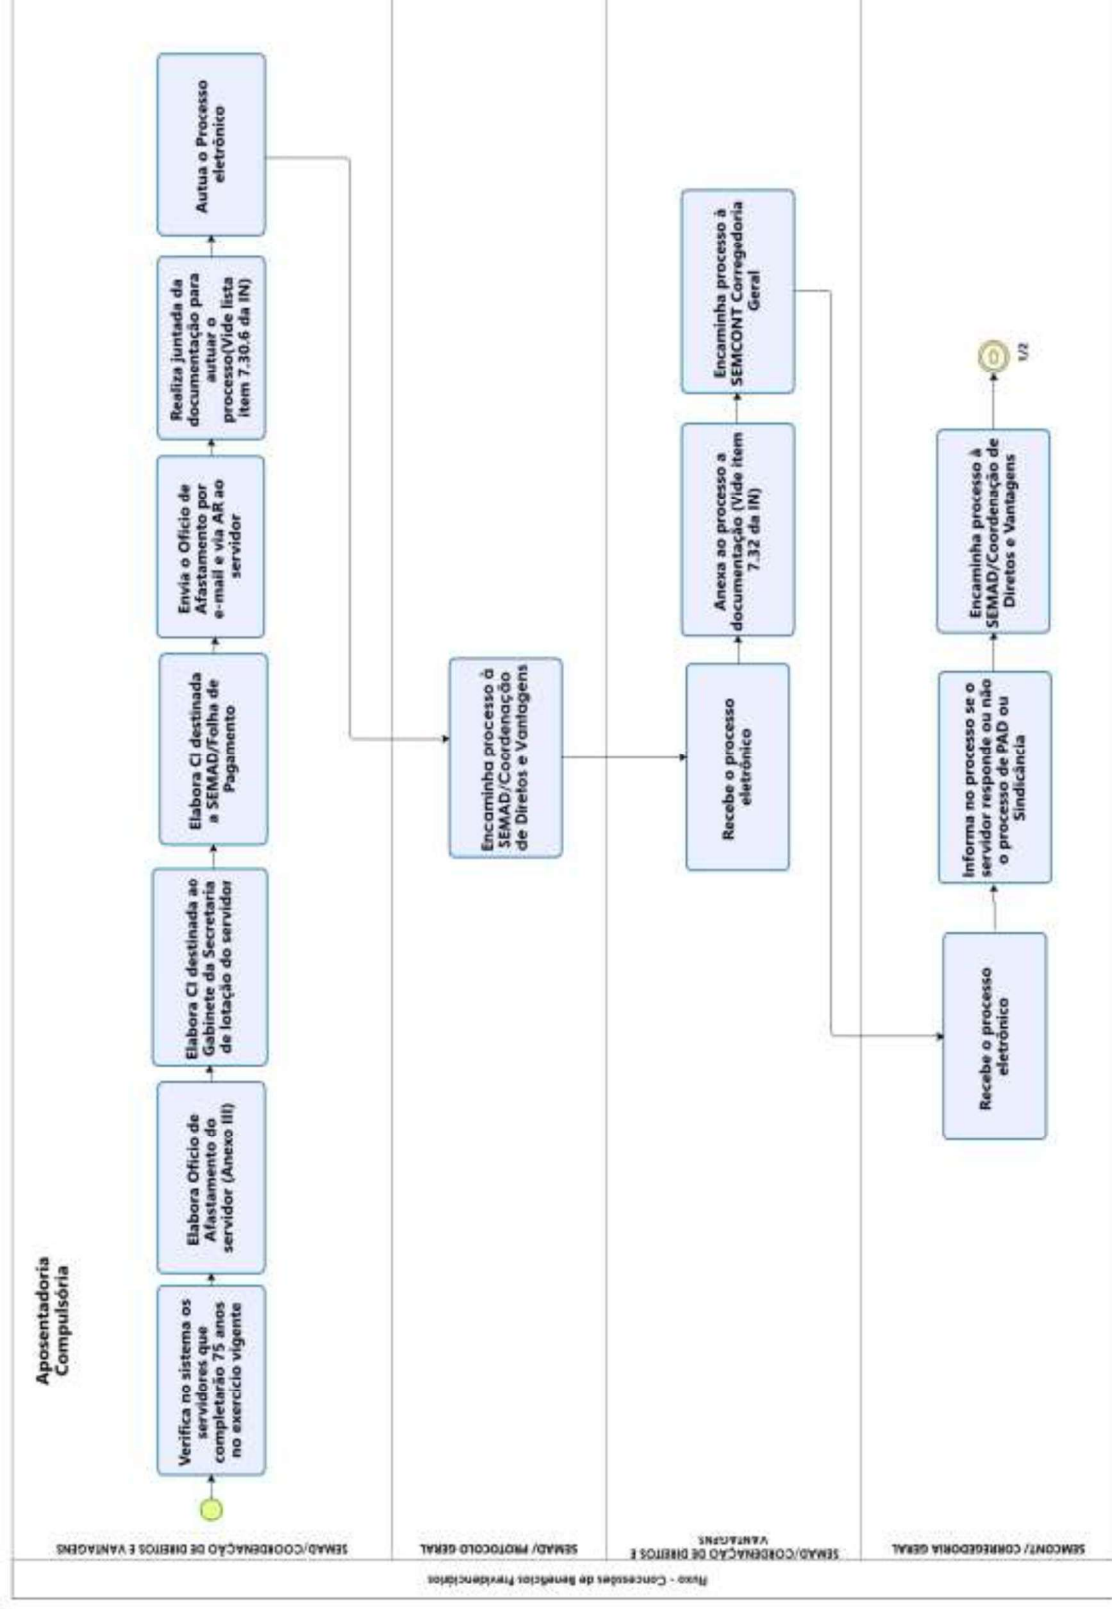 Fluxo - Concessões de Benefícios Previdenciários
Aposentadoria
Compulsória
SEMAD/COORDENAÇÃO DE DIREITOS E VANTAGENS
Verifica no sistema os
servidores que
completarão 75 anos
no exercício vigente
Elabora Oficio de
Afastamento do
servidor (Anexo III)
Elabora CI destinada ao
Gabinete da Secretaria
de lotação do servidor
Elabora CI destinada
a SEMAD/Folha de
Pagamento
Envia o Oficio de
Afastamento por
e-mail e via AR ao
servidor
Realiza juntada da
documentação para
autuar o
processo(Vide lista
item 7.30.6 da IN)
Autua o Processo
eletrônico
SEMAD/ PROTOCOLO GERAL
Encaminha processo à
SEMAD/Coordenação
de Diretos e Vantagens
SEMAD/CORDENAÇÃO DE DIREITOS E
VANTAGENS
Recebe o processo
eletrônico
Anexa ao processo a
documentação (Vide item
7.32 da IN)
Encaminha processo à
SEMCONT Corregedoria
Geral
SEMCONT/ CORREGEDORIA GERAL
Recebe o processo
eletrônico
Informa no processo se o
servidor responde ou não
o processo de PAD ou
Sindicância
Encaminha processo à
SEMAD/Coordenação de
Diretos e Vantagens
1/2